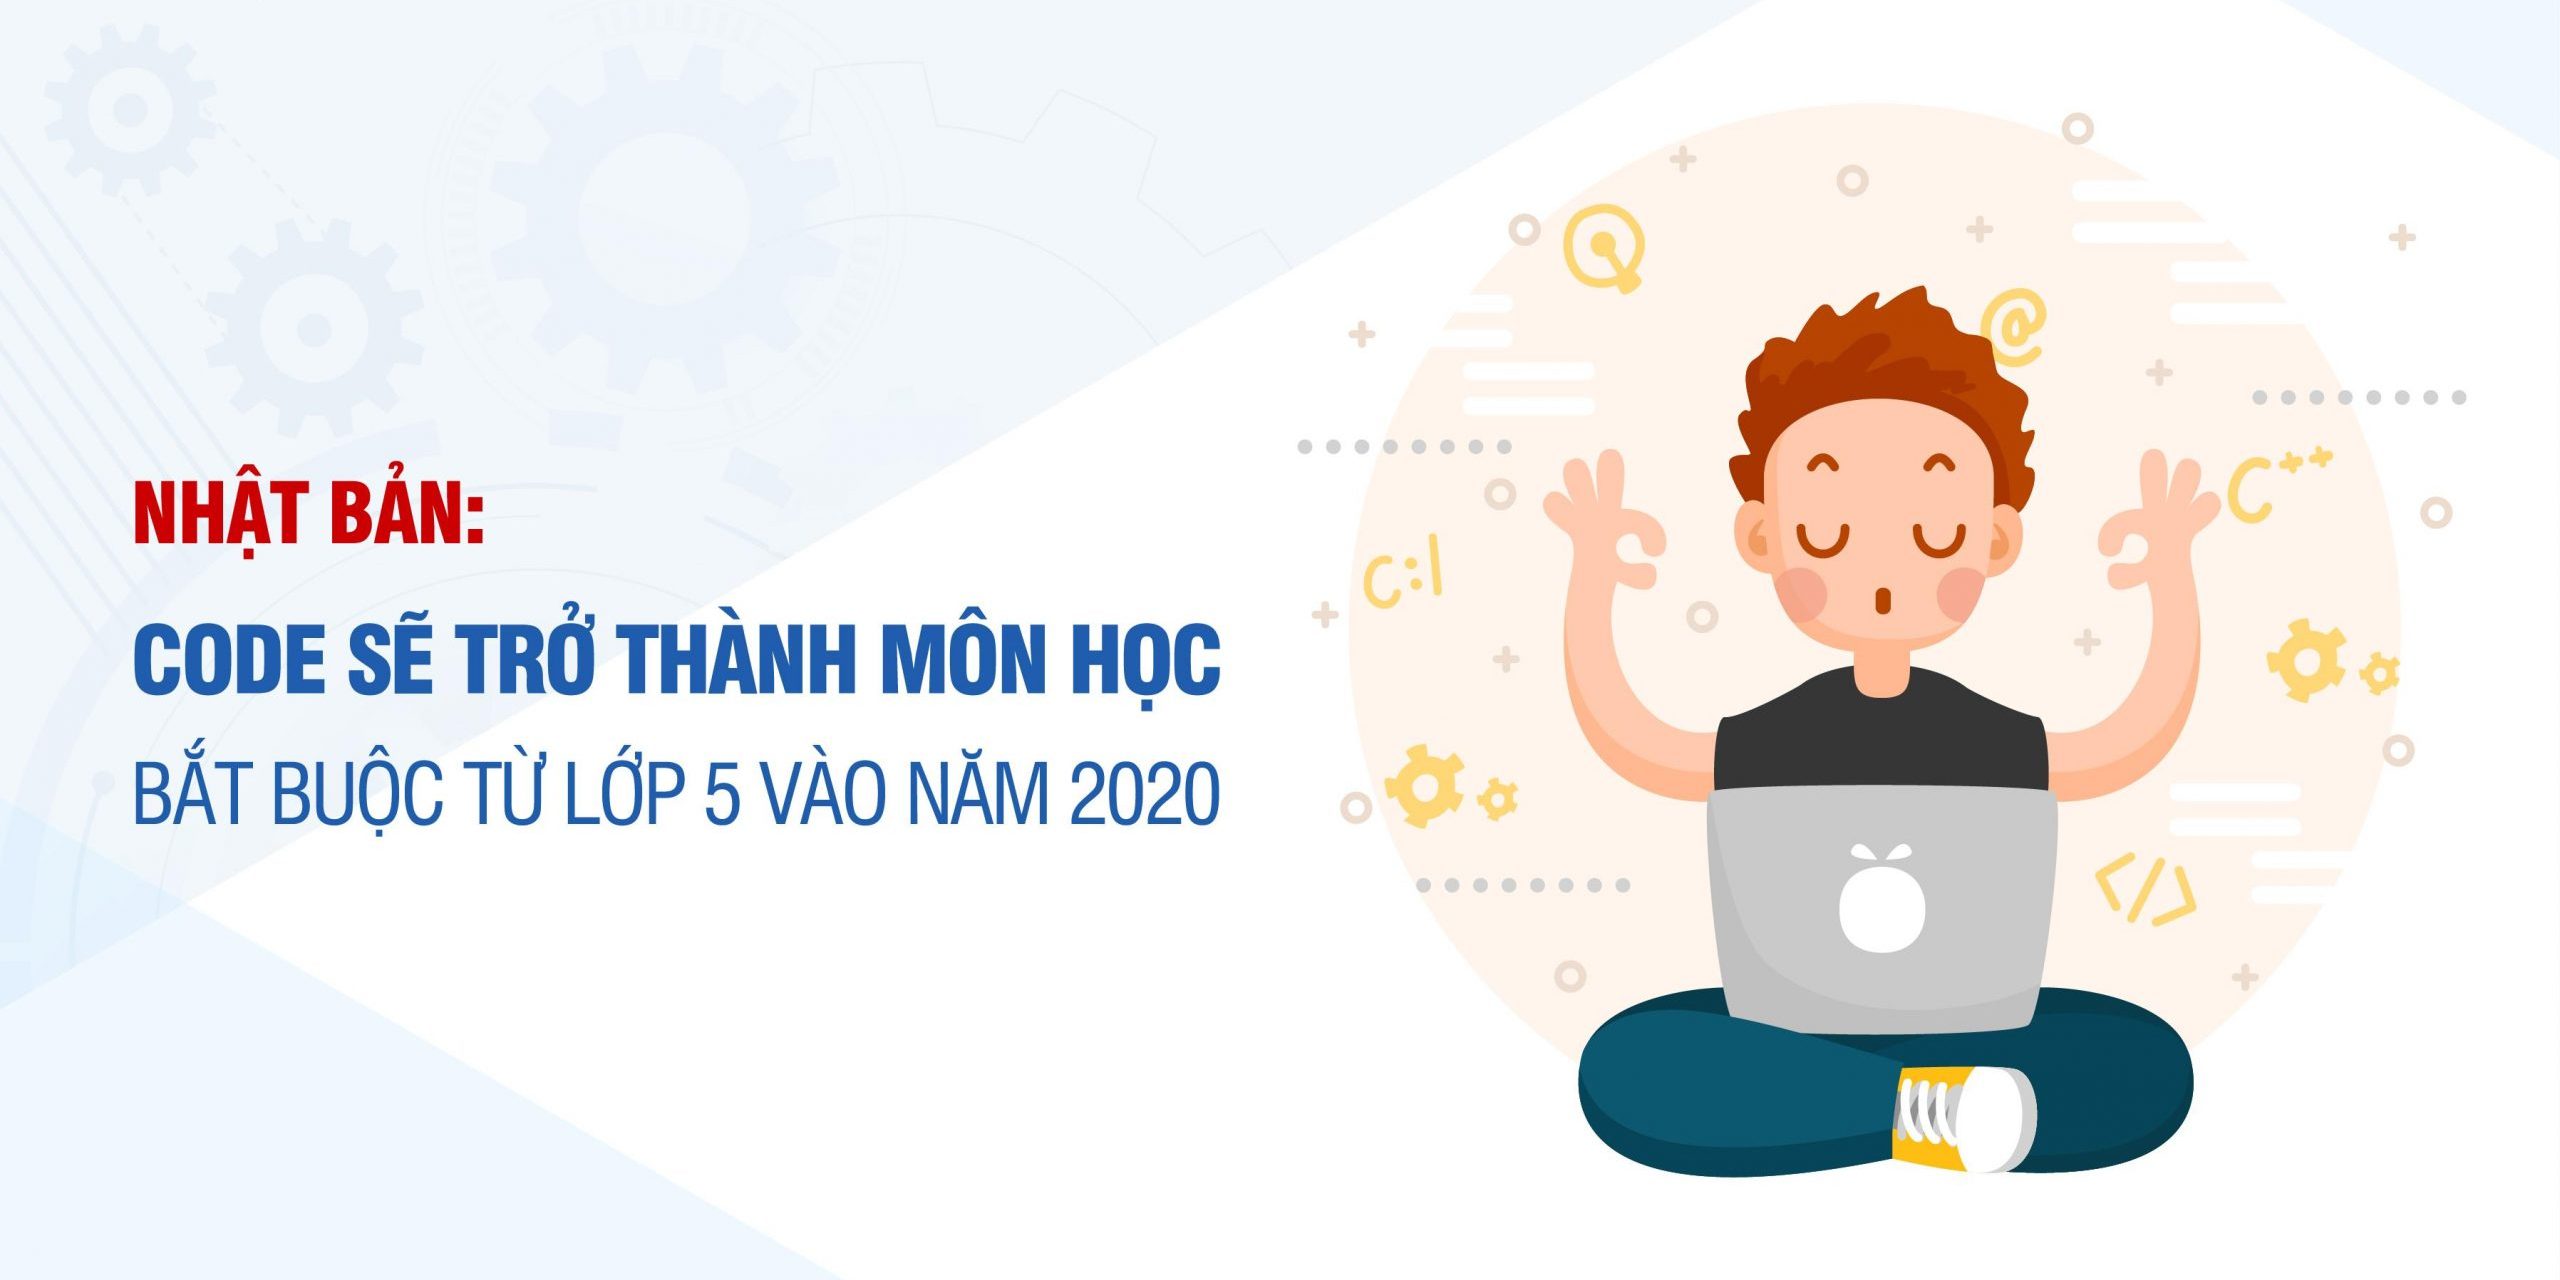 NHẬT BẢN:
CODE SẼ TRỞ THÀNH MÔN HỌC
BẮT BUỘC TỪ LỚP 5 VÀO NĂM 2020
@
C++
C:\
</>